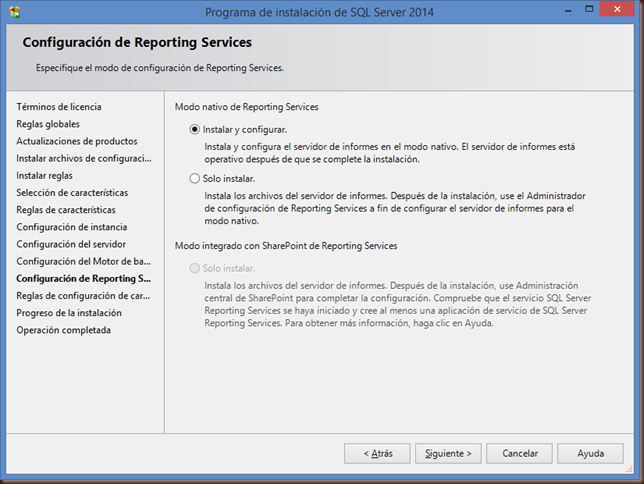 Programa de instalación de SQL Server 2014
Configuración de Reporting Services
Especifique el modo de configuración de Reporting Services.
Términos de licencia
Reglas globales
Actualizaciones de productos
Instalar archivos de configuraci...
Instalar reglas
Selección de características
Reglas de características
Configuración de instancia
Configuración del servidor
Configuración del Motor de ba...
Configuración de Reporting S...
Reglas de configuración de car...
Progreso de la instalación
Operación completada
Modo nativo de Reporting Services
Instalar y configurar.
Instala y configura el servidor de informes en el modo nativo. El servidor de informes está
operativo después de que se complete la instalación.
Solo instalar.
Instala los archivos del servidor de informes. Después de la instalación, use el Administrador
de configuración de Reporting Services a fin de configurar el servidor de informes para el
modo nativo.
Modo integrado con SharePoint de Reporting Services
Solo instalar.
Instala los archivos del servidor de informes. Después de la instalación, use Administración
central de SharePoint para completar la configuración. Compruebe que el servicio SQL Server
Reporting Services se haya iniciado y cree al menos una aplicación de servicio de SQL Server
Reporting Services. Para obtener más información, haga clic en Ayuda.
< Atrás
Siguiente >
Cancelar
Ayuda